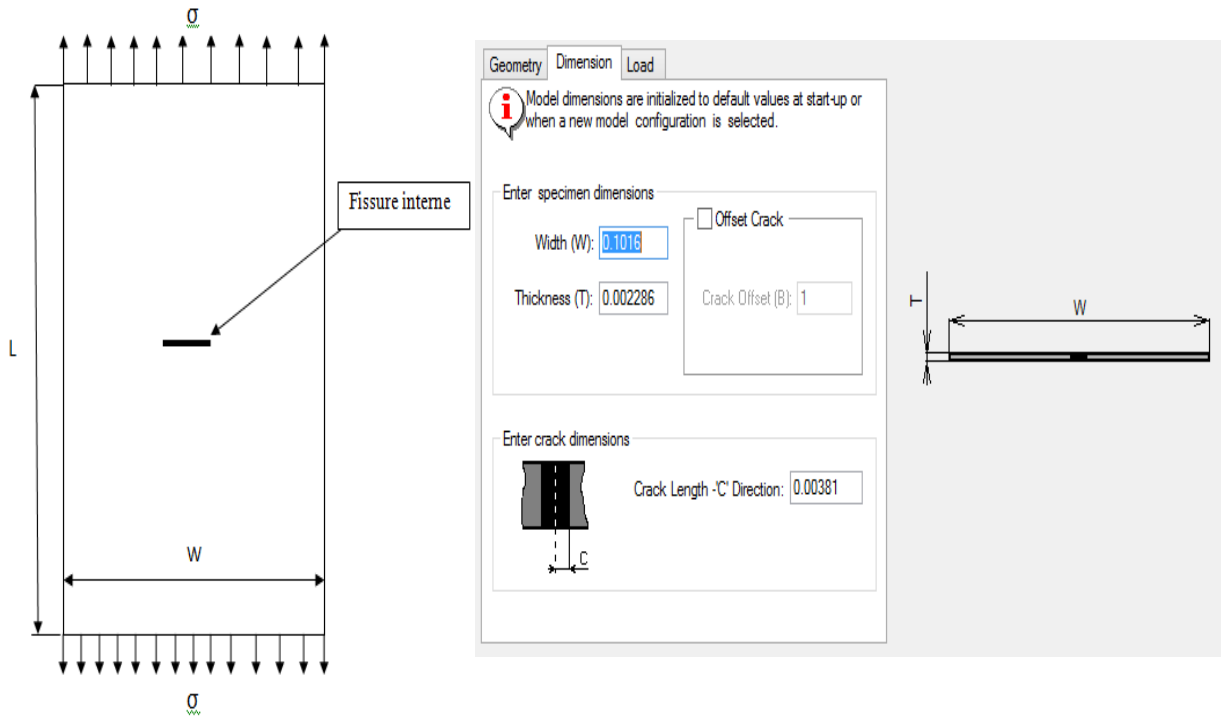 σ
L
W
σ
Fissure interne
Geometry Dimension Load
Model dimensions are initialized to default values at start-up or
when a new model configuration is selected.
Enter specimen dimensions
Offset Crack
Width (W): 0.1016
Thickness (T): 0.002286
Crack Offset (B): 1
Enter crack dimensions
Crack Length -'C' Direction: 0.00381
C
T
W